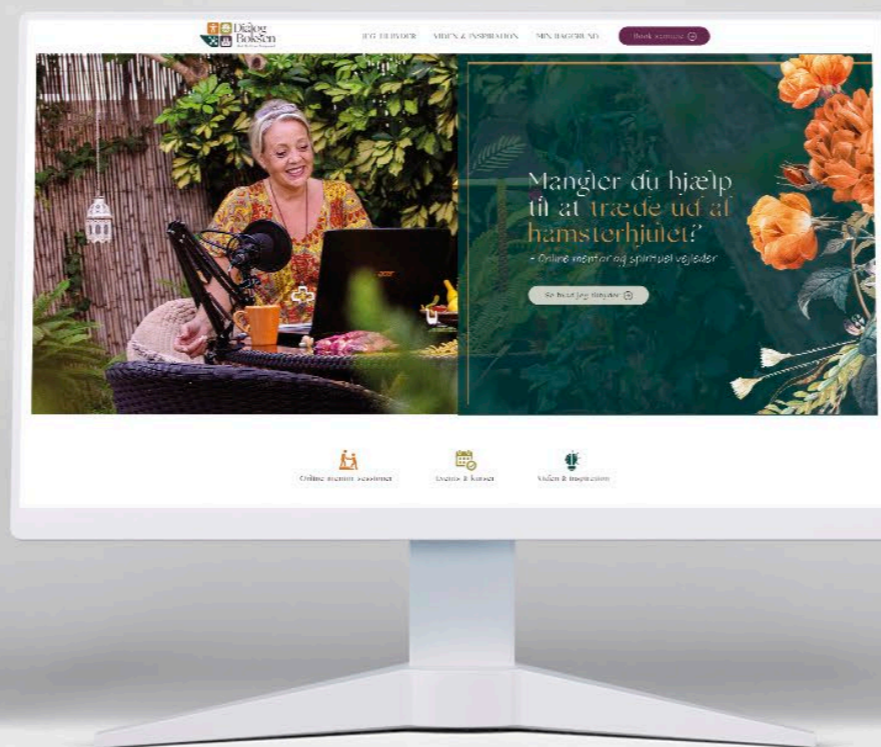 Dialog
Boksen
JEG TILBYDER VIDEN & INSPIRATION MIN BAGGRUND Book samtale
acer
Mangler du hjælp
til at træde ud af
hamsterhjulet?
- Online mentor og spirituel vejleder
Se hvad jeg tilbyder
Online mentor sessioner Events & kurser Viden & inspiration